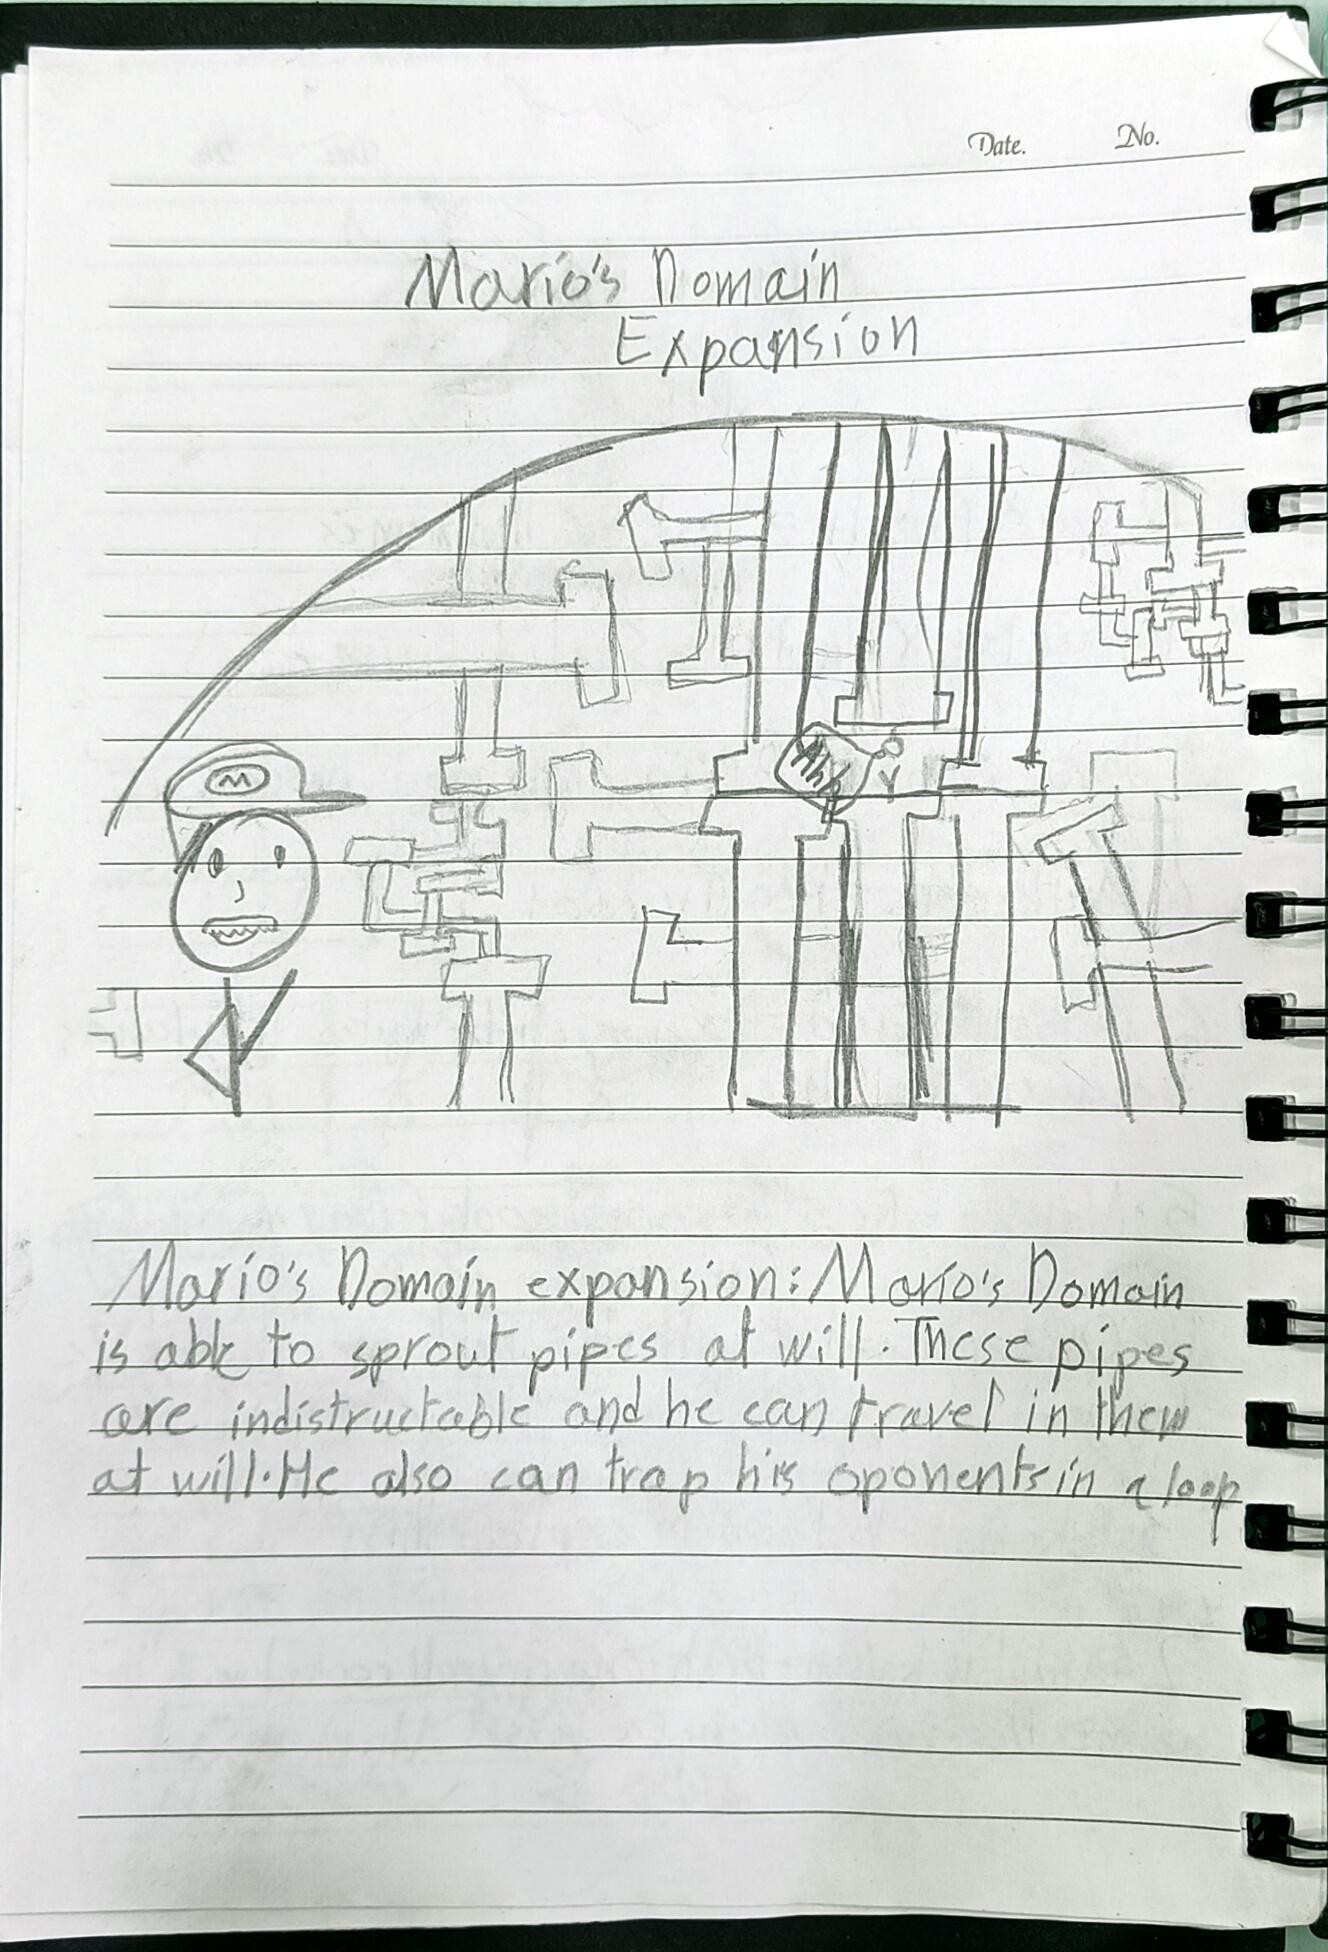 Date. No.
Mario's Domain
Expansion
M
Ahh
Mario's Domain expansion: Mario's Domain
is able to sprout pipes at will. These pipes
are indistructable and he can travel in them
at will. He also can trap his oponents in a loop